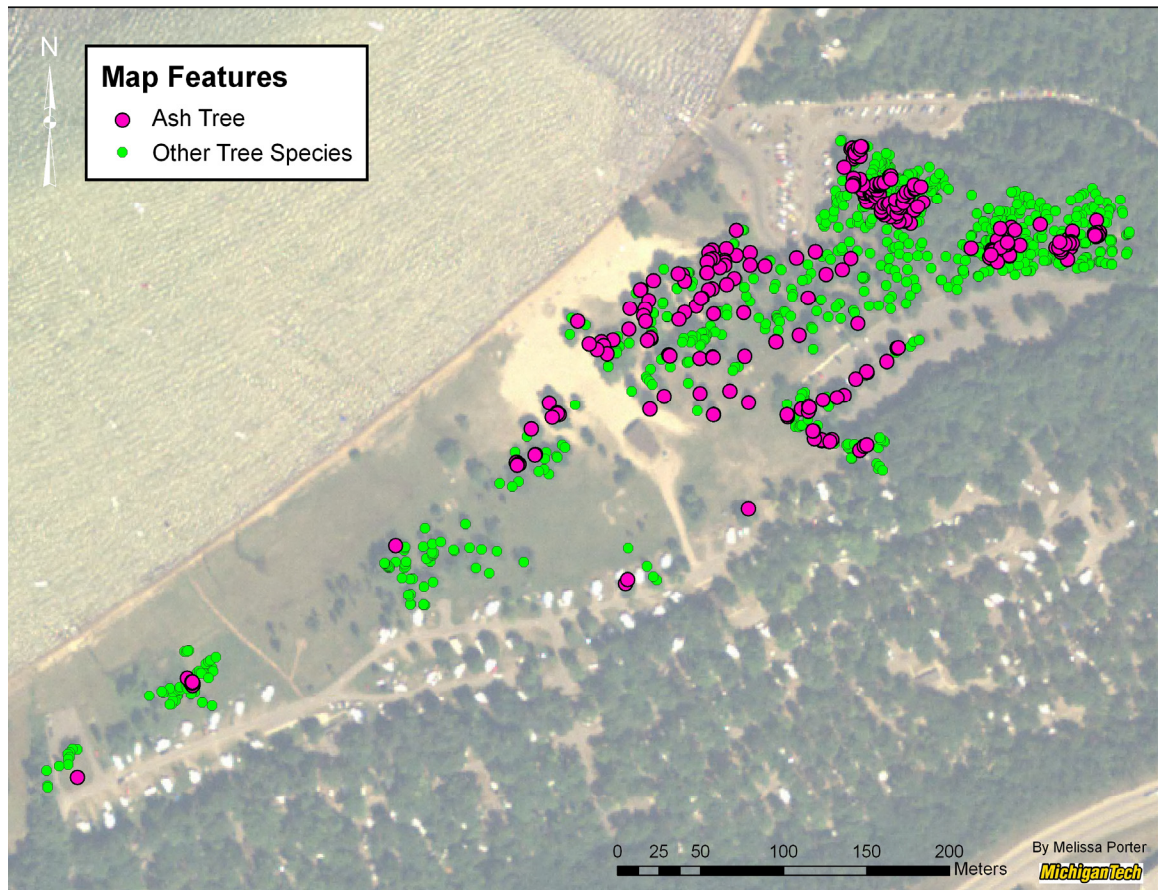 N
Map Features
Ash Tree
Other Tree Species
0 25 50 100 150 200
Meters
By Melissa Porter
MichiganTech